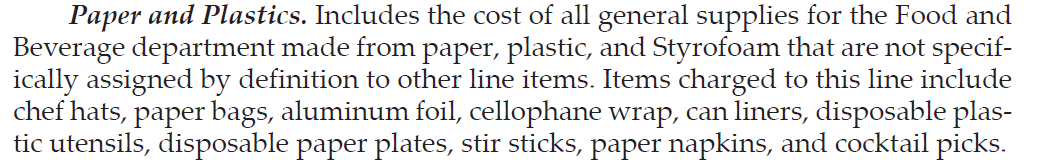 Paper and Plastics. Includes the cost of all general supplies for the Food and
Beverage department made from paper, plastic, and Styrofoam that are not specif-
ically assigned by definition to other line items. Items charged to this line include
chef hats, paper bags, aluminum foil, cellophane wrap, can liners, disposable plas-
tic utensils, disposable paper plates, stir sticks, paper napkins, and cocktail picks.